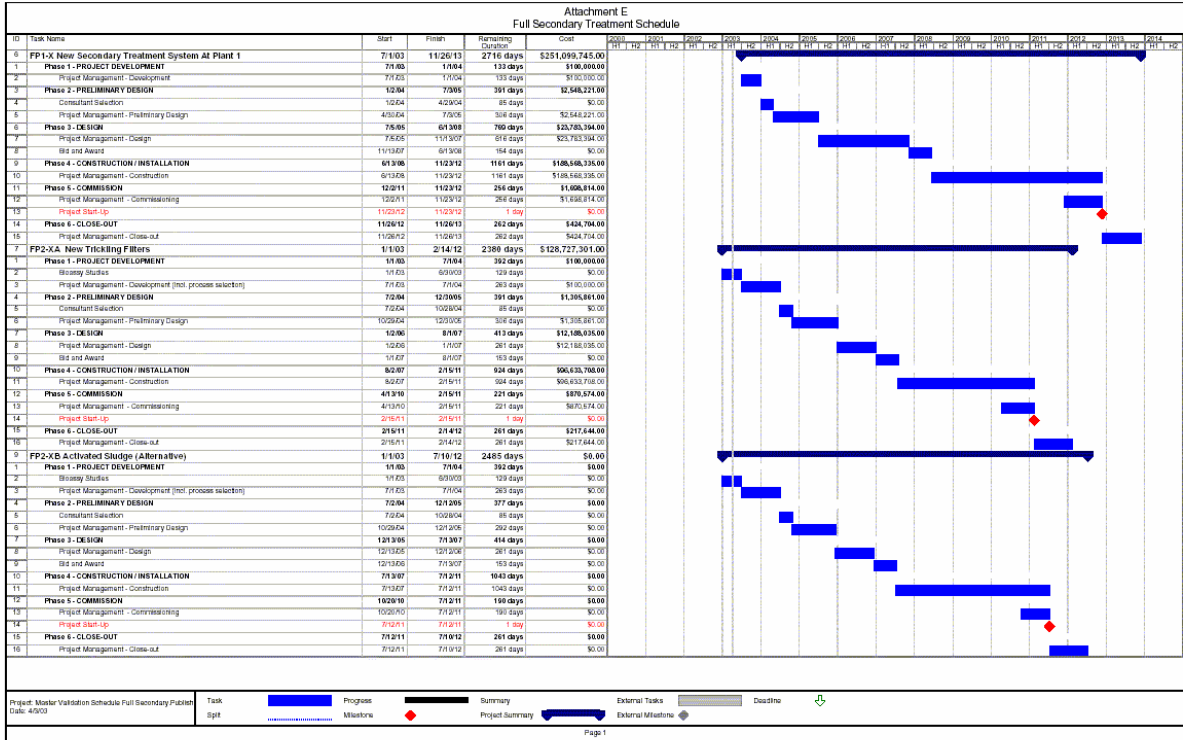 Attachment E
Full Secondary Treatment Schedule
ID Task Name Start Finish Remaining Duration Cost 2000 2001 2002 2003 2004 2005 2006 2007 2008 2009 2010 2011 2012 2013 2014
H1 H2 H1 H2 H1 H2 H1 H2 H1 H2 H1 H2 H1 H2 H1 H2 H1 H2 H1 H2 H1 H2 H1 H2 H1 H2 H1 H2 H1
6 FP1-X New Secondary Treatment System At Plant 1 7/1/03 11/26/13 2716 days $251,099,745.00
1 Phase 1 - PROJECT DEVELOPMENT 7/1/03 1/1/04 133 days $100,000.00
2 Project Management - Development 7/1/03 1/1/04 133 days $100,000.00
3 Phase 2 - PRELIMINARY DESIGN 1/2/04 7/3/05 391 days $2,548,221.00
4 Consultant Selection 1/2/04 4/29/04 85 days $0.00
5 Project Management - Preliminary Design 4/30/04 7/3/05 306 days $2,548,221.00
6 Phase 3 - DESIGN 7/5/05 6/13/08 769 days $23,783,394.00
7 Project Management - Design 7/5/05 11/13/07 616 days $23,783,394.00
8 Bid and Award 11/13/07 6/13/08 154 days $0.00
9 Phase 4 - CONSTRUCTION / INSTALLATION 6/13/08 11/23/12 1161 days $188,568,335.00
10 Project Management - Construction 6/13/08 11/23/12 1161 days $188,568,335.00
11 Phase 5 - COMMISSION 12/2/11 11/23/12 256 days $1,698,814.00
12 Project Management - Commissioning 12/2/11 11/23/12 256 days $1,698,814.00
13 Project Start-Up 11/23/12 11/23/12 1 day $0.00
14 Phase 6 - CLOSE-OUT 11/26/12 11/26/13 262 days $424,704.00
15 Project Management - Close-out 11/26/12 11/26/13 262 days $424,704.00
7 FP2-XA New Trickling Filters 1/1/03 2/14/12 2380 days $128,727,301.00
1 Phase 1 - PROJECT DEVELOPMENT 1/1/03 7/1/04 392 days $100,000.00
2 Bioassy Studies 1/1/03 6/30/03 129 days $0.00
3 Project Management - Development (Incl. process selection) 7/1/03 7/1/04 263 days $100,000.00
4 Phase 2 - PRELIMINARY DESIGN 7/2/04 12/30/05 391 days $1,305,861.00
5 Consultant Selection 7/2/04 10/28/04 85 days $0.00
6 Project Management - Preliminary Design 10/29/04 12/30/05 306 days $1,305,861.00
7 Phase 3 - DESIGN 1/2/06 8/1/07 413 days $12,188,035.00
8 Project Management - Design 1/2/06 1/1/07 261 days $12,188,035.00
9 Bid and Award 1/1/07 8/1/07 153 days $0.00
10 Phase 4 - CONSTRUCTION / INSTALLATION 8/2/07 2/15/11 924 days $96,633,708.00
11 Project Management - Construction 8/2/07 2/15/11 924 days $96,633,708.00
12 Phase 5 - COMMISSION 4/13/10 2/15/11 221 days $870,574.00
13 Project Management - Commissioning 4/13/10 2/15/11 221 days $870,574.00
14 Project Start-Up 2/15/11 2/15/11 1 day $0.00
15 Phase 6 - CLOSE-OUT 2/15/11 2/14/12 261 days $217,644.00
16 Project Management - Close-out 2/15/11 2/14/12 261 days $217,644.00
9 FP2-XB Activated Sludge (Alternative) 1/1/03 7/10/12 2485 days $0.00
1 Phase 1 - PROJECT DEVELOPMENT 1/1/03 7/1/04 392 days $0.00
2 Bioassy Studies 1/1/03 6/30/03 129 days $0.00
3 Project Management - Development (Incl. process selection) 7/1/03 7/1/04 263 days $0.00
4 Phase 2 - PRELIMINARY DESIGN 7/2/04 12/12/05 377 days $0.00
5 Consultant Selection 7/2/04 10/28/04 85 days $0.00
6 Project Management - Preliminary Design 10/29/04 12/12/05 292 days $0.00
7 Phase 3 - DESIGN 12/13/05 7/13/07 414 days $0.00
8 Project Management - Design 12/13/05 12/12/06 261 days $0.00
9 Bid and Award 12/13/06 7/13/07 153 days $0.00
10 Phase 4 - CONSTRUCTION / INSTALLATION 7/13/07 7/12/11 1043 days $0.00
11 Project Management - Construction 7/13/07 7/12/11 1043 days $0.00
12 Phase 5 - COMMISSION 10/20/10 7/12/11 190 days $0.00
13 Project Management - Commissioning 10/20/10 7/12/11 190 days $0.00
14 Project Start-Up 7/12/11 7/12/11 1 day $0.00
15 Phase 6 - CLOSE-OUT 7/12/11 7/10/12 261 days $0.00
16 Project Management - Close-out 7/12/11 7/10/12 261 days $0.00
Project: Master Validation Schedule Full Secondary.Publish
Date: 4/3/03
Task Progress Summary External Tasks Deadline
Split Milestone Project Summary External Milestone
Page 1